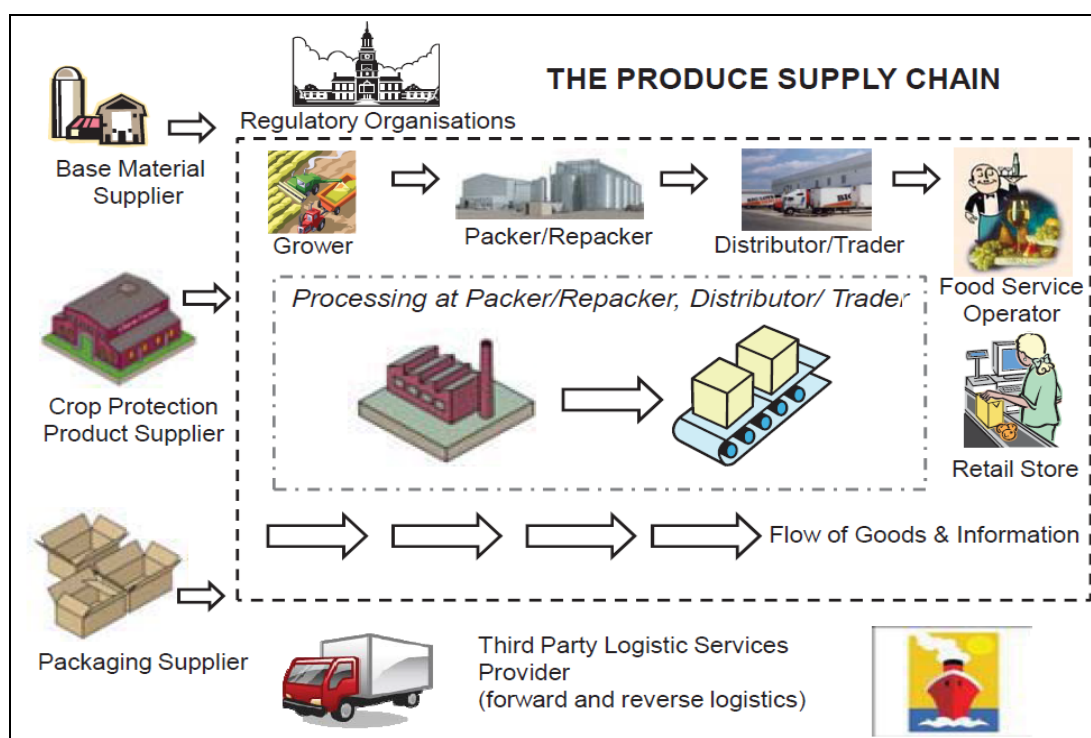 THE PRODUCE SUPPLY CHAIN
Regulatory Organisations
Base Material
Supplier
Grower
Packer/Repacker
Distributor/Trader
Food Service
Operator
Processing at Packer/Repacker, Distributor/ Trader
Crop Protection
Product Supplier
Retail Store
Flow of Goods & Information
Packaging Supplier
Third Party Logistic Services
Provider
(forward and reverse logistics)